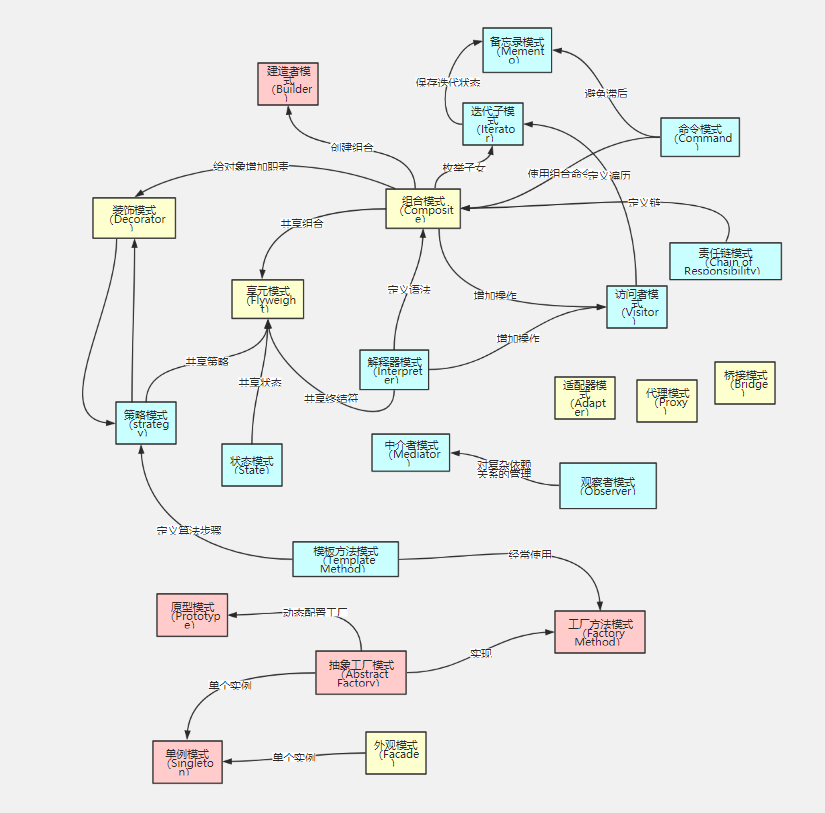 备忘录模式
（Mement
o）
建造者模
式
（Builder
）
保存迭代状态
避免滞后
迭代子模
式
（Iterator
）
命令模式
（Command
）
创建组合
给对象增加职责
枚举子女
使用组合命令
定义遍历
组合模式
（Composit
e）
定义链
装饰模式
（Decorator
）
共享组合
责任链模式
（Chain of
Responsibility）
享元模式
（Flyweigh
t）
定义语法
增加操作
访问者模
式
（Visitor
）
增加操作
解释器模式
（Interpreter
）
共享策略
共享状态
共享终结符
适配器模
式
（Adap
ter）
代理模式
（Proxy
）
桥接模式
（Bridge
）
策略模式
（strateg
y）
状态模式
（State）
中介者模式
（Mediator
）
对复杂依赖
关系的管理
观察者模式
（Observer）
定义算法步骤
模板方法模式
（Template
Method）
经常使用
原型模式
（Prototyp
e）
动态配置工厂
工厂方法模式
（Factory
Method）
抽象工厂模式
（Abstract
Factory）
实现
单个实例
单例模式
（Singleto
n）
单个实例
外观模式
（Facade
）